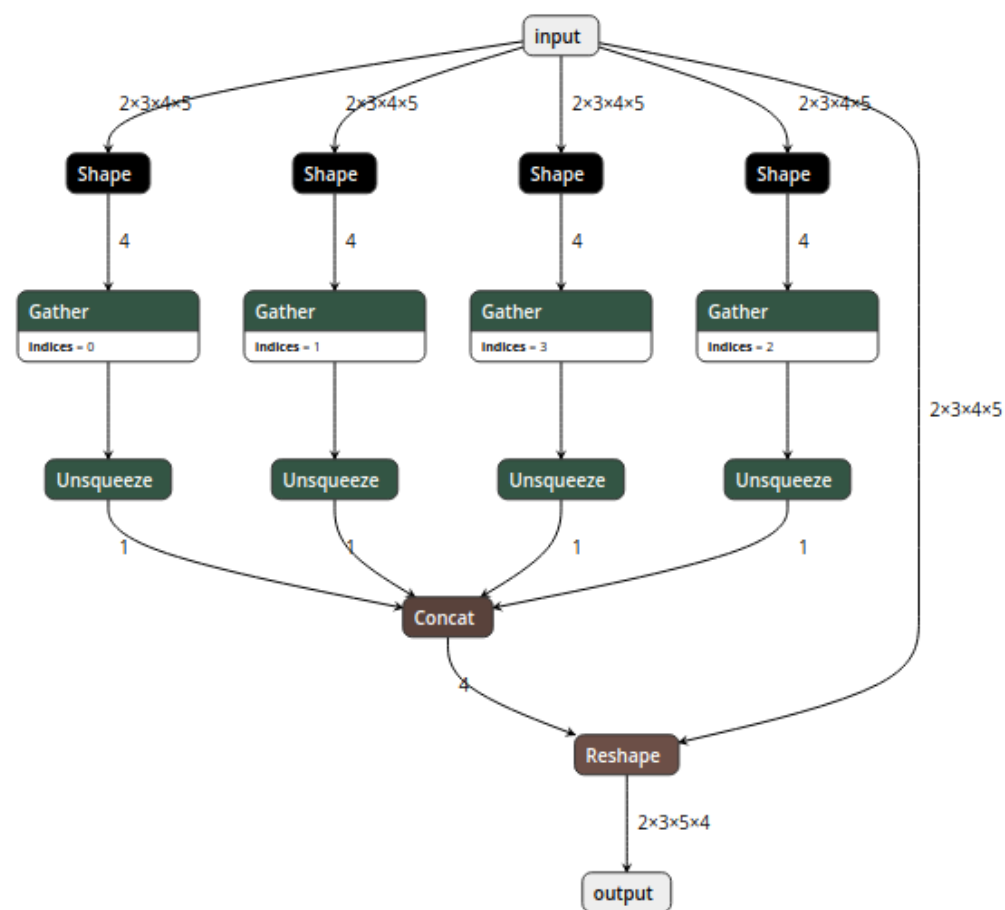 input
2×3×4×5
2×3×4×5
2×3×4×5
2×3×4×5
Shape
Shape
Shape
Shape
4
4
4
4
Gather
Gather
Gather
Gather
indices = 0
indices = 1
indices = 3
indices = 2
2×3×4×5
Unsqueeze
Unsqueeze
Unsqueeze
Unsqueeze
1
1
1
1
Concat
4
Reshape
2×3×5×4
output